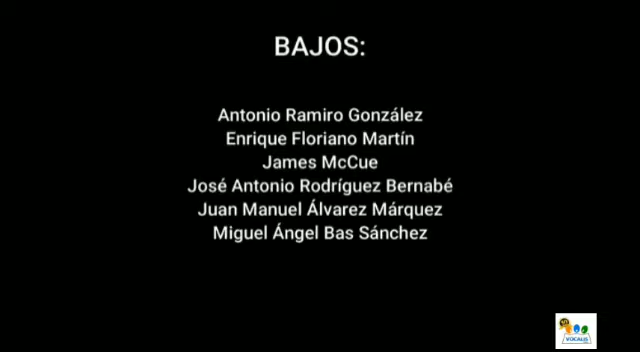 BAJOS:
Antonio Ramiro González
Enrique Floriano Martín
James McCue
José Antonio Rodríguez Bernabé
Juan Manuel Álvarez Márquez
Miguel Ángel Bas Sánchez
VOCALIS